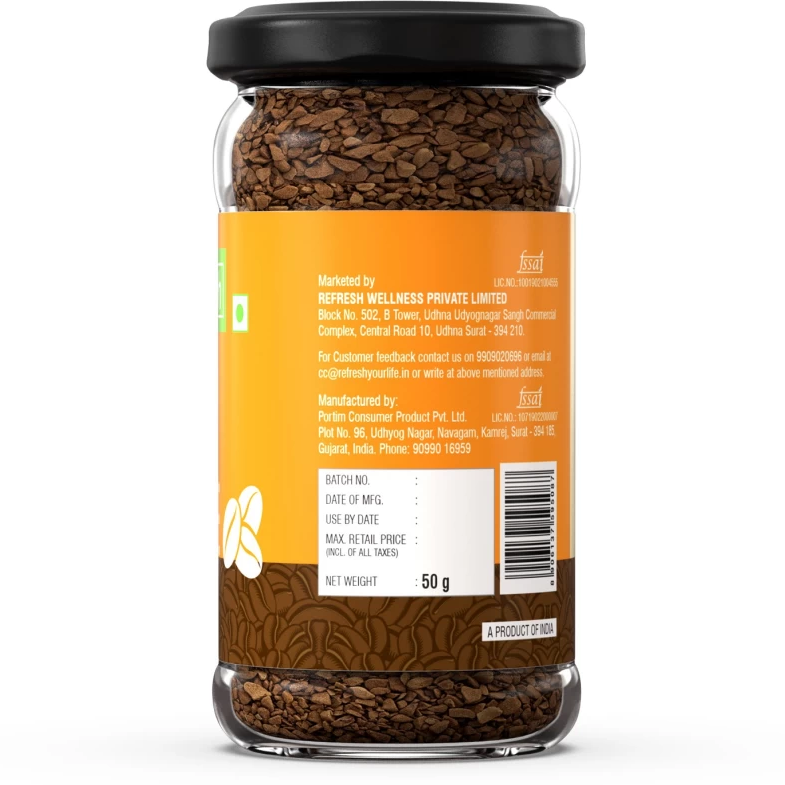 fssai
LIC.NO.:10019021004555
Marketed by
REFRESH WELLNESS PRIVATE LIMITED
Block No. 502, B Tower, Udhna Udyognagar Sangh Commercial
Complex, Central Road 10, Udhna Surat - 394 210.
For Customer feedback contact us on 9909020696 or email at
cc@refreshyourlife.in or write at above mentioned address.
fssai
Manufactured by:
Portim Consumer Product Pvt. Ltd.
Plot No. 96, Udhyog Nagar, Navagam, Kamrej, Surat - 394 185,
Gujarat, India. Phone: 90990 16959
BATCH NO. :
DATE OF MFG. :
USE BY DATE :
MAX. RETAIL PRICE :
(INCL. OF ALL TAXES)
NET WEIGHT : 50 g
A PRODUCT OF INDIA